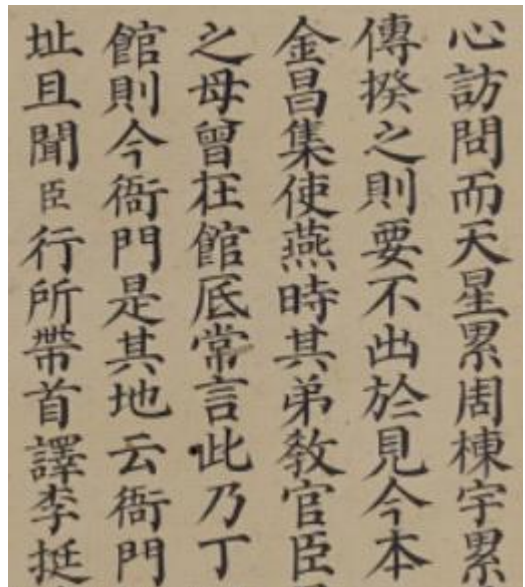 心訪問而天星累周棟宇累
傳揆之則要不出於見今本
金昌集使燕時其弟敎官臣
之母曾在館底常言此乃丁
館則今衙門是其地云衙門
址且聞臣行所帶首譯李挺